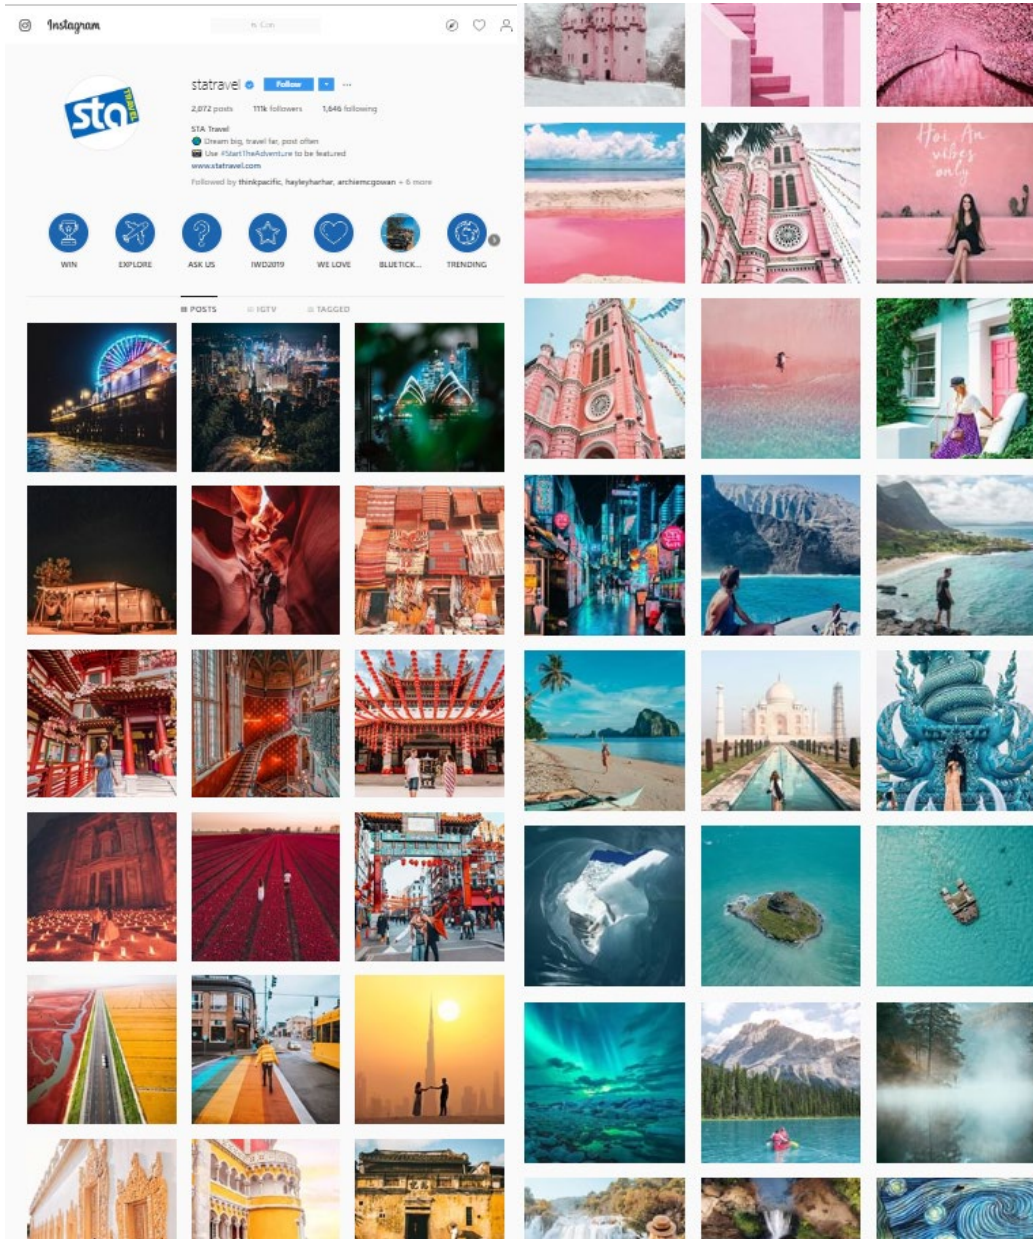 Instagram
statravel Follow
2,072 posts 111k followers 1,646 following
STA Travel
Dream big, travel far, post often
Use #StartTheAdventure to be featured
www.statravel.com
Followed by thinkpacific, hayleyharhar, archiemcgowan + 6 more
sta TRAVEL
WIN EXPLORE ASK US IWD2019 WE LOVE BLUETICK... TRENDING
POSTS IGTV TAGGED
Hoi An
vibes
only